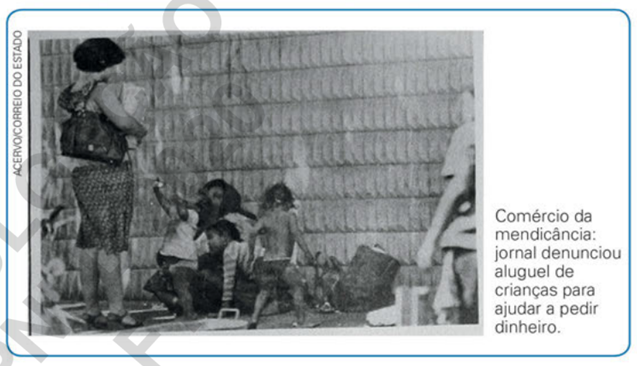 ACERVO/CORREIO DO ESTADO
Comércio da
mendicância:
jornal denunciou
aluguel de
crianças para
ajudar a pedir
dinheiro.